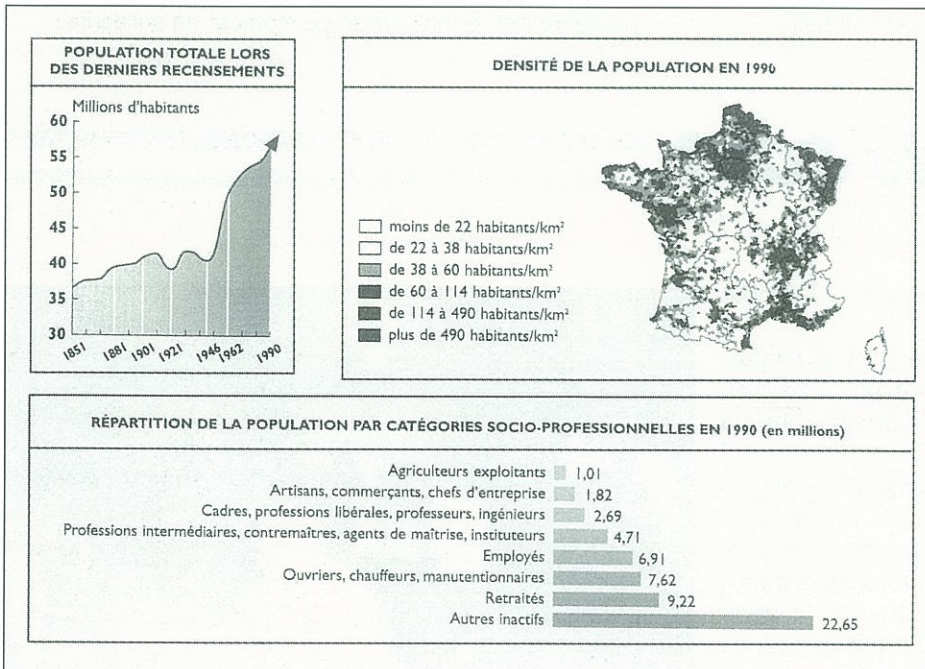 POPULATION TOTALE LORS
DES DERNIERS RECENSEMENTS
Millions d'habitants
60
55
50
45
40
35
30
1851
1881
1901
1921
1946
1962
1990
DENSITÉ DE LA POPULATION EN 1990
moins de 22 habitants/km²
de 22 à 38 habitants/km²
de 38 à 60 habitants/km²
de 60 à 114 habitants/km²
de 114 à 490 habitants/km²
plus de 490 habitants/km²
RÉPARTITION DE LA POPULATION PAR CATÉGORIES SOCIO-PROFESSIONNELLES EN 1990 (en millions)
Agriculteurs exploitants 1,01
Artisans, commerçants, chefs d'entreprise 1,82
Cadres, professions libérales, professeurs, ingénieurs 2,69
Professions intermédiaires, contremaîtres, agents de maîtrise, instituteurs 4,71
Employés 6,91
Ouvriers, chauffeurs, manutentionnaires 7,62
Retraités 9,22
Autres inactifs 22,65